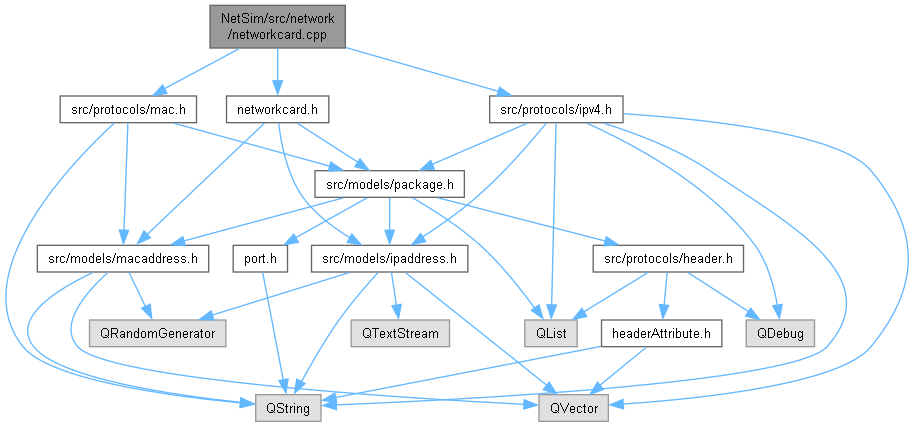 NetSim/src/network
/networkcard.cpp
src/protocols/mac.h
networkcard.h
src/protocols/ipv4.h
src/models/package.h
src/models/macaddress.h
port.h
src/models/ipaddress.h
src/protocols/header.h
QRandomGenerator
QTextStream
QList
headerAttribute.h
QDebug
QString
QVector